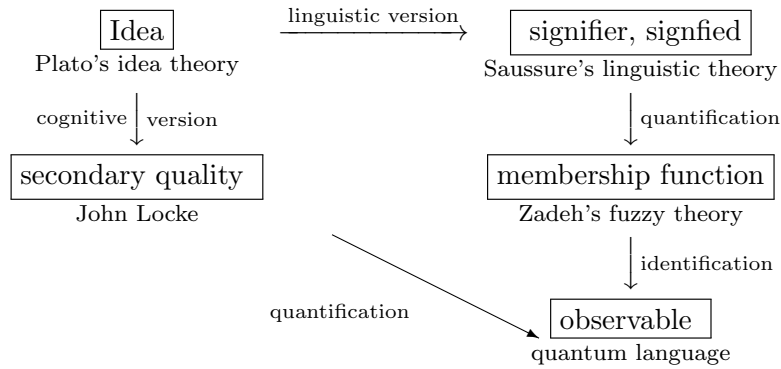 Idea
linguistic version
signifier, signfied
Plato's idea theory
Saussure's linguistic theory
cognitive version
quantification
secondary quality
membership function
John Locke
Zadeh's fuzzy theory
identification
quantification
observable
quantum language